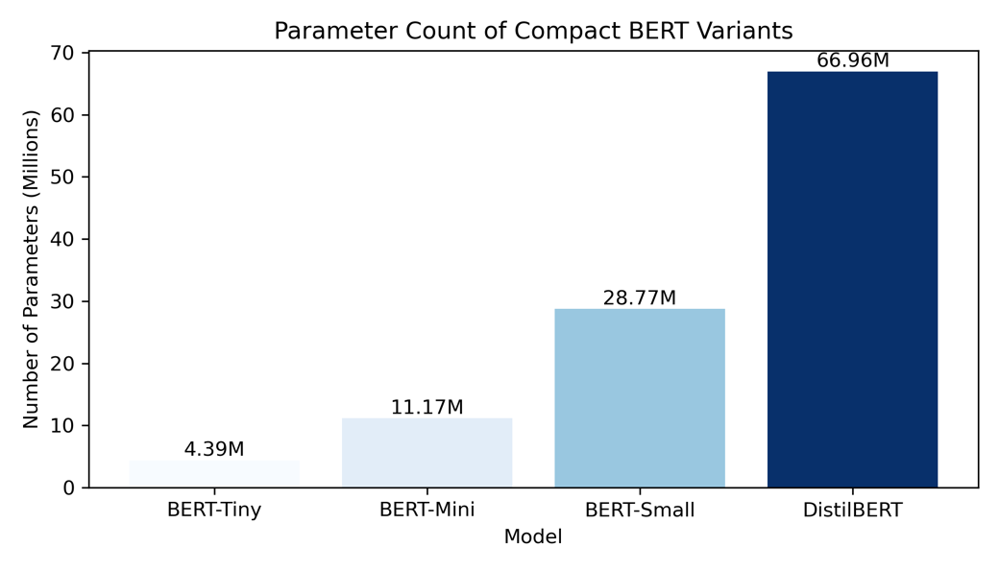 Parameter Count of Compact BERT Variants
Number of Parameters (Millions)
70
60
50
40
30
20
10
0
4.39M
11.17M
28.77M
66.96M
BERT-Tiny
BERT-Mini
BERT-Small
DistilBERT
Model